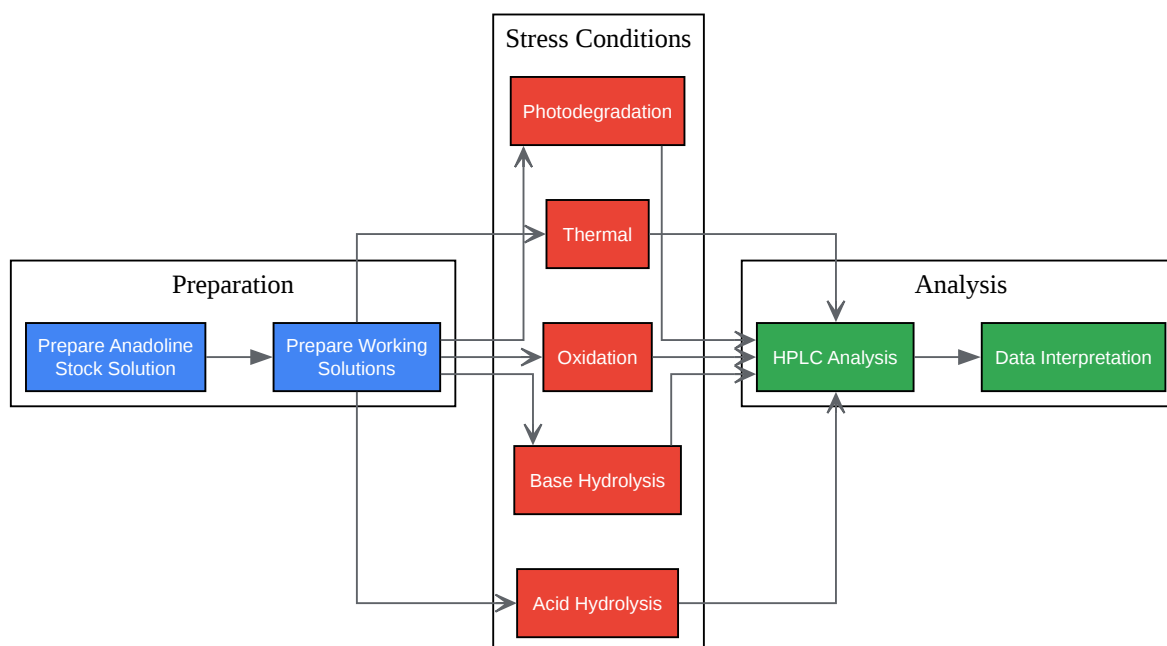 Stress Conditions
Photodegradation
Thermal
Preparation
Analysis
Prepare Anadoline
Stock Solution
Prepare Working
Solutions
Oxidation
HPLC Analysis
Data Interpretation
Base Hydrolysis
Acid Hydrolysis